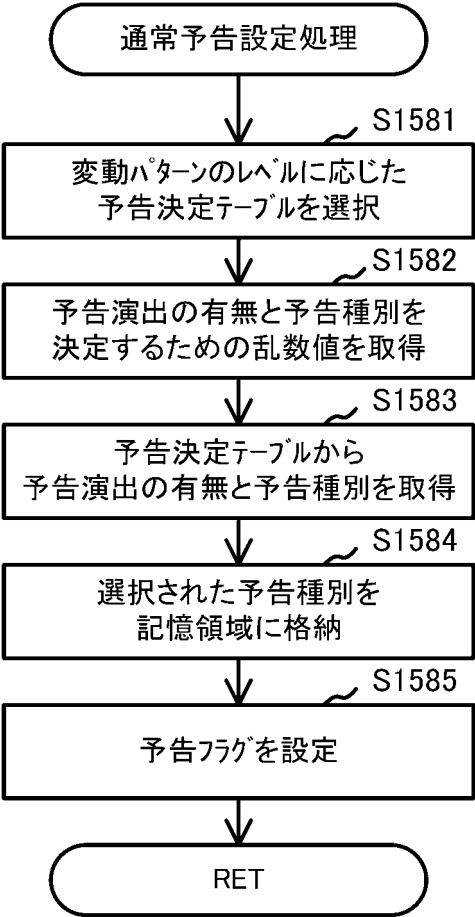 通常予告設定処理
S1581
変動ﾊﾟﾀｰﾝのﾚﾍﾞﾙに応じた
予告決定ﾃｰﾌﾞﾙを選択
S1582
予告演出の有無と予告種別を
決定するための乱数値を取得
S1583
予告決定ﾃｰﾌﾞﾙから
予告演出の有無と予告種別を取得
S1584
選択された予告種別を
記憶領域に格納
S1585
予告ﾌﾗｸﾞを設定
RET